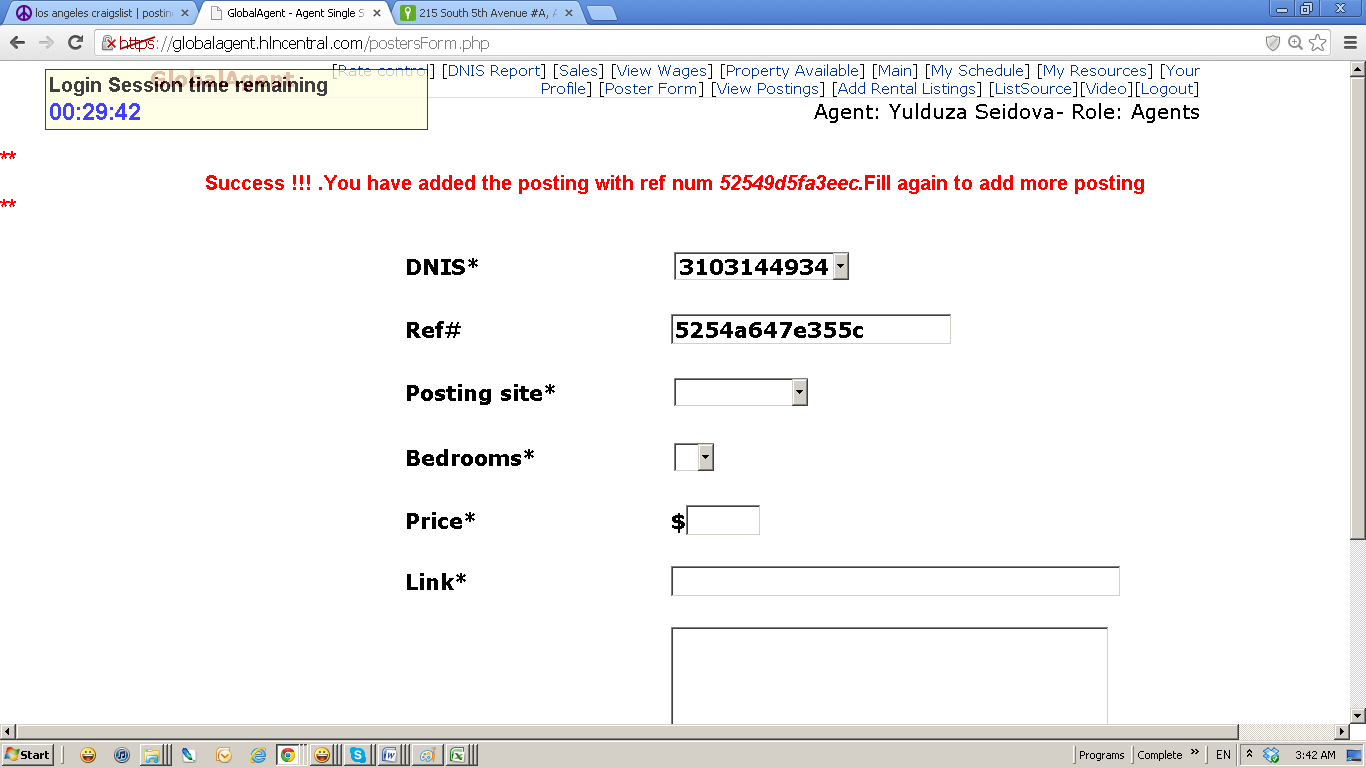 los angeles craigslist | postin
GlobalAgent - Agent Single S
215 South 5th Avenue #A, A
https://globalagent.hlncentral.com/postersForm.php
GlobalAgent
Login Session time remaining
00:29:42
[Rate control] [DNIS Report] [Sales] [View Wages] [Property Available] [Main] [My Schedule] [My Resources] [Your
Profile] [Poster Form] [View Postings] [Add Rental Listings] [ListSource][Video][Logout]
Agent: Yulduza Seidova- Role: Agents
**
Success !!! .You have added the posting with ref num 52549d5fa3eec.Fill again to add more posting
**
DNIS* 3103144934
Ref# 5254a647e355c
Posting site*
Bedrooms*
Price* $
Link*
Start Programs Complete » EN 3:42 AM